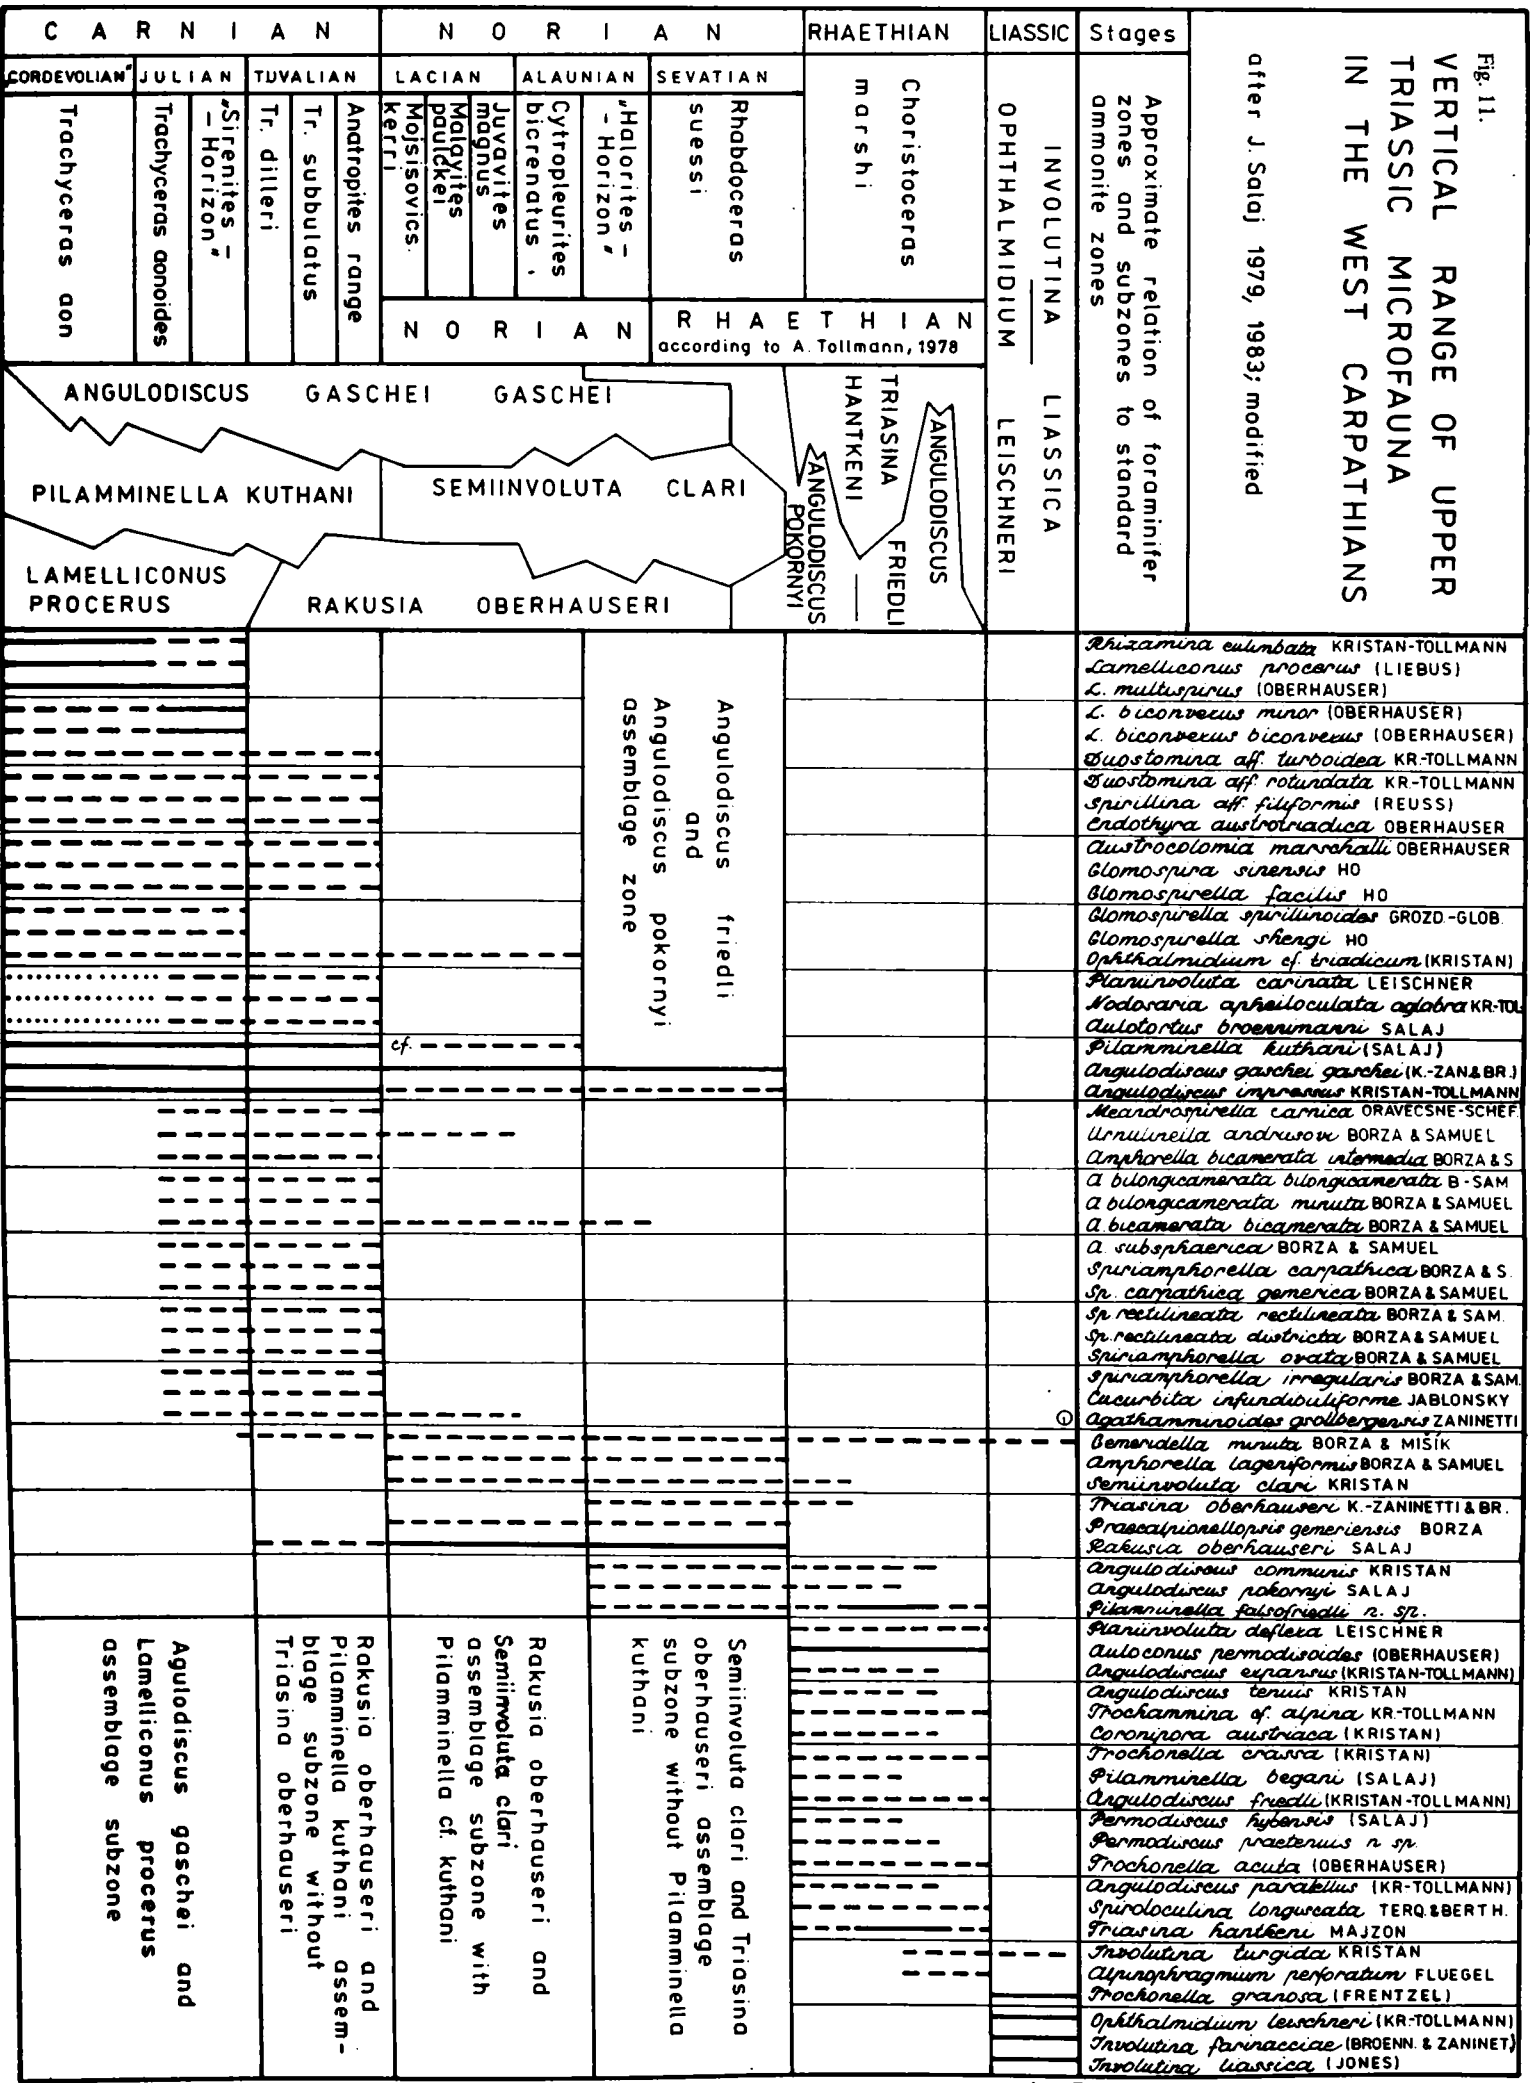 Fig. 11.
VERTICAL RANGE OF UPPER
TRIASSIC MICROFAUNA
IN THE WEST CARPATHIANS
after J. Salaj 1979, 1983; modified
CARNIAN
NORIAN
RHAETHIAN
LIASSIC
Stages
„CORDEVOLIAN"
JULIAN
TUVALIAN
LACIAN
ALAUNIAN
SEVATIAN
Trachyceras aon
Trachyceras aonoides
„Sirenites –
– Horizon"
Tr. dilleri
Tr. subbulatus
Anatropites range
Mojsisovics.
kerri
Malayites
paulckei
Juvavites
magnus
Cytropleurites
bicrenatus
„Halorites –
– Horizon"
Rhabdoceras
suessi
Choristoceras
marshi
INVOLUTINA LIASSICA
OPHTHALMIDIUM LEISCHNERI
Approximate relation of foraminifer
zones and subzones to standard
ammonite zones
NORIAN
RHAETHIAN
according to A. Tollmann, 1978
ANGULODISCUS GASCHEI GASCHEI
PILAMMINELLA KUTHANI
SEMIINVOLUTA CLARI
LAMELLICONUS
PROCERUS
RAKUSIA OBERHAUSERI
TRIASINA
HANTKENI
ANGULODISCUS
POKORNYI
ANGULODISCUS
FRIEDLI
Angulodiscus friedli
and
Angulodiscus pokornyi
assemblage zone
Rhizamina eulimbata KRISTAN-TOLLMANN
Lamelliconus procerus (LIEBUS)
L. multispirus (OBERHAUSER)
L. biconvexus minor (OBERHAUSER)
L. biconvexus biconvexus (OBERHAUSER)
Duostomina aff. turboidea KR-TOLLMANN
Duostomina aff. rotundata KR-TOLLMANN
Spirillina aff. filiformis (REUSS)
Endothyra austrotriadica OBERHAUSER
Austrocolomia marschalli OBERHAUSER
Glomospira sinensis HO
Glomospirella facilis HO
Glomospirella spirillinoides GROZD.-GLOB.
Glomospirella shengi HO
Ophthalmidium cf. triadicum (KRISTAN)
Planiinvoluta carinata LEISCHNER
Nodosaria apheiloculata aglabra KR-TOL
Aulotortus broennimanni SALAJ
cf.
Pilamminella kuthani (SALAJ)
Angulodiscus gaschei gaschei (K.-ZAN & BR.)
Angulodiscus impressus KRISTAN-TOLLMANN
Meandrospirella carnica ORAVECSNE-SCHEF.
Urnulinella andrusovi BORZA & SAMUEL
Amphorella bicamerata intermedia BORZA & S
A bilongicamerata bilongicamerata B-SAM
A bilongicamerata minuta BORZA & SAMUEL
A. bicamerata bicamerata BORZA & SAMUEL
A. subsphaerica BORZA & SAMUEL
Spiriamphorella carpathica BORZA & S.
Sp. carpathica gemerica BORZA & SAMUEL
Sp. rectilineata rectilineata BORZA & SAM.
Sp. rectilineata districta BORZA & SAMUEL
Spiriamphorella ovata BORZA & SAMUEL
Spiriamphorella irregularis BORZA & SAM.
Cucurbita infundibuliforme JABLONSKY
Agathamminoides grollbergensis ZANINETTI
Gemeridella minuta BORZA & MIŠÍK
Amphorella lageniformis BORZA & SAMUEL
Semiinvoluta clari KRISTAN
Triasina oberhauseri K.-ZANINETTI & BR.
Praecalpionellopsis gemeriensis BORZA
Rakusia oberhauseri SALAJ
Angulodiscus communis KRISTAN
Angulodiscus pokornyi SALAJ
Pilamminella falsofriedli n. sp.
Planiinvoluta deflexa LEISCHNER
Auloconus permodisoides (OBERHAUSER)
Angulodiscus expansus (KRISTAN-TOLLMANN)
Angulodiscus tenuis KRISTAN
Trochammina cf. alpina KR-TOLLMANN
Coronipora austriaca (KRISTAN)
Trochonella crassa (KRISTAN)
Pilamminella begani (SALAJ)
Angulodiscus friedli (KRISTAN-TOLLMANN)
Permodiscus hybensis (SALAJ)
Permodiscus praetenuis n sp.
Trochonella acuta (OBERHAUSER)
Angulodiscus parallus (KR-TOLLMANN)
Spiroloculina longiscata TERQ. & BERTH.
Triasina hantkeni MAJZON
Involutina turgida KRISTAN
Alpinophragmium perforatum FLUEGEL
Trochonella granosa (FRENTZEL)
Ophthalmidium leischneri (KR-TOLLMANN)
Involutina farinacciae (BROENN. & ZANINET)
Involutina liassica (JONES)
Agulodiscus gaschei and
Lamelliconus procerus
assemblage subzone
Rakusia oberhauseri and
Pilamminella kuthani assem–
blage subzone without
Triasina oberhauseri
Rakusia oberhauseri and
Semiinvoluta clari
assemblage subzone with
Pilamminella cf. kuthani
Semiinvoluta clari and Triasina
oberhauseri assemblage
subzone without Pilamminella
kuthani